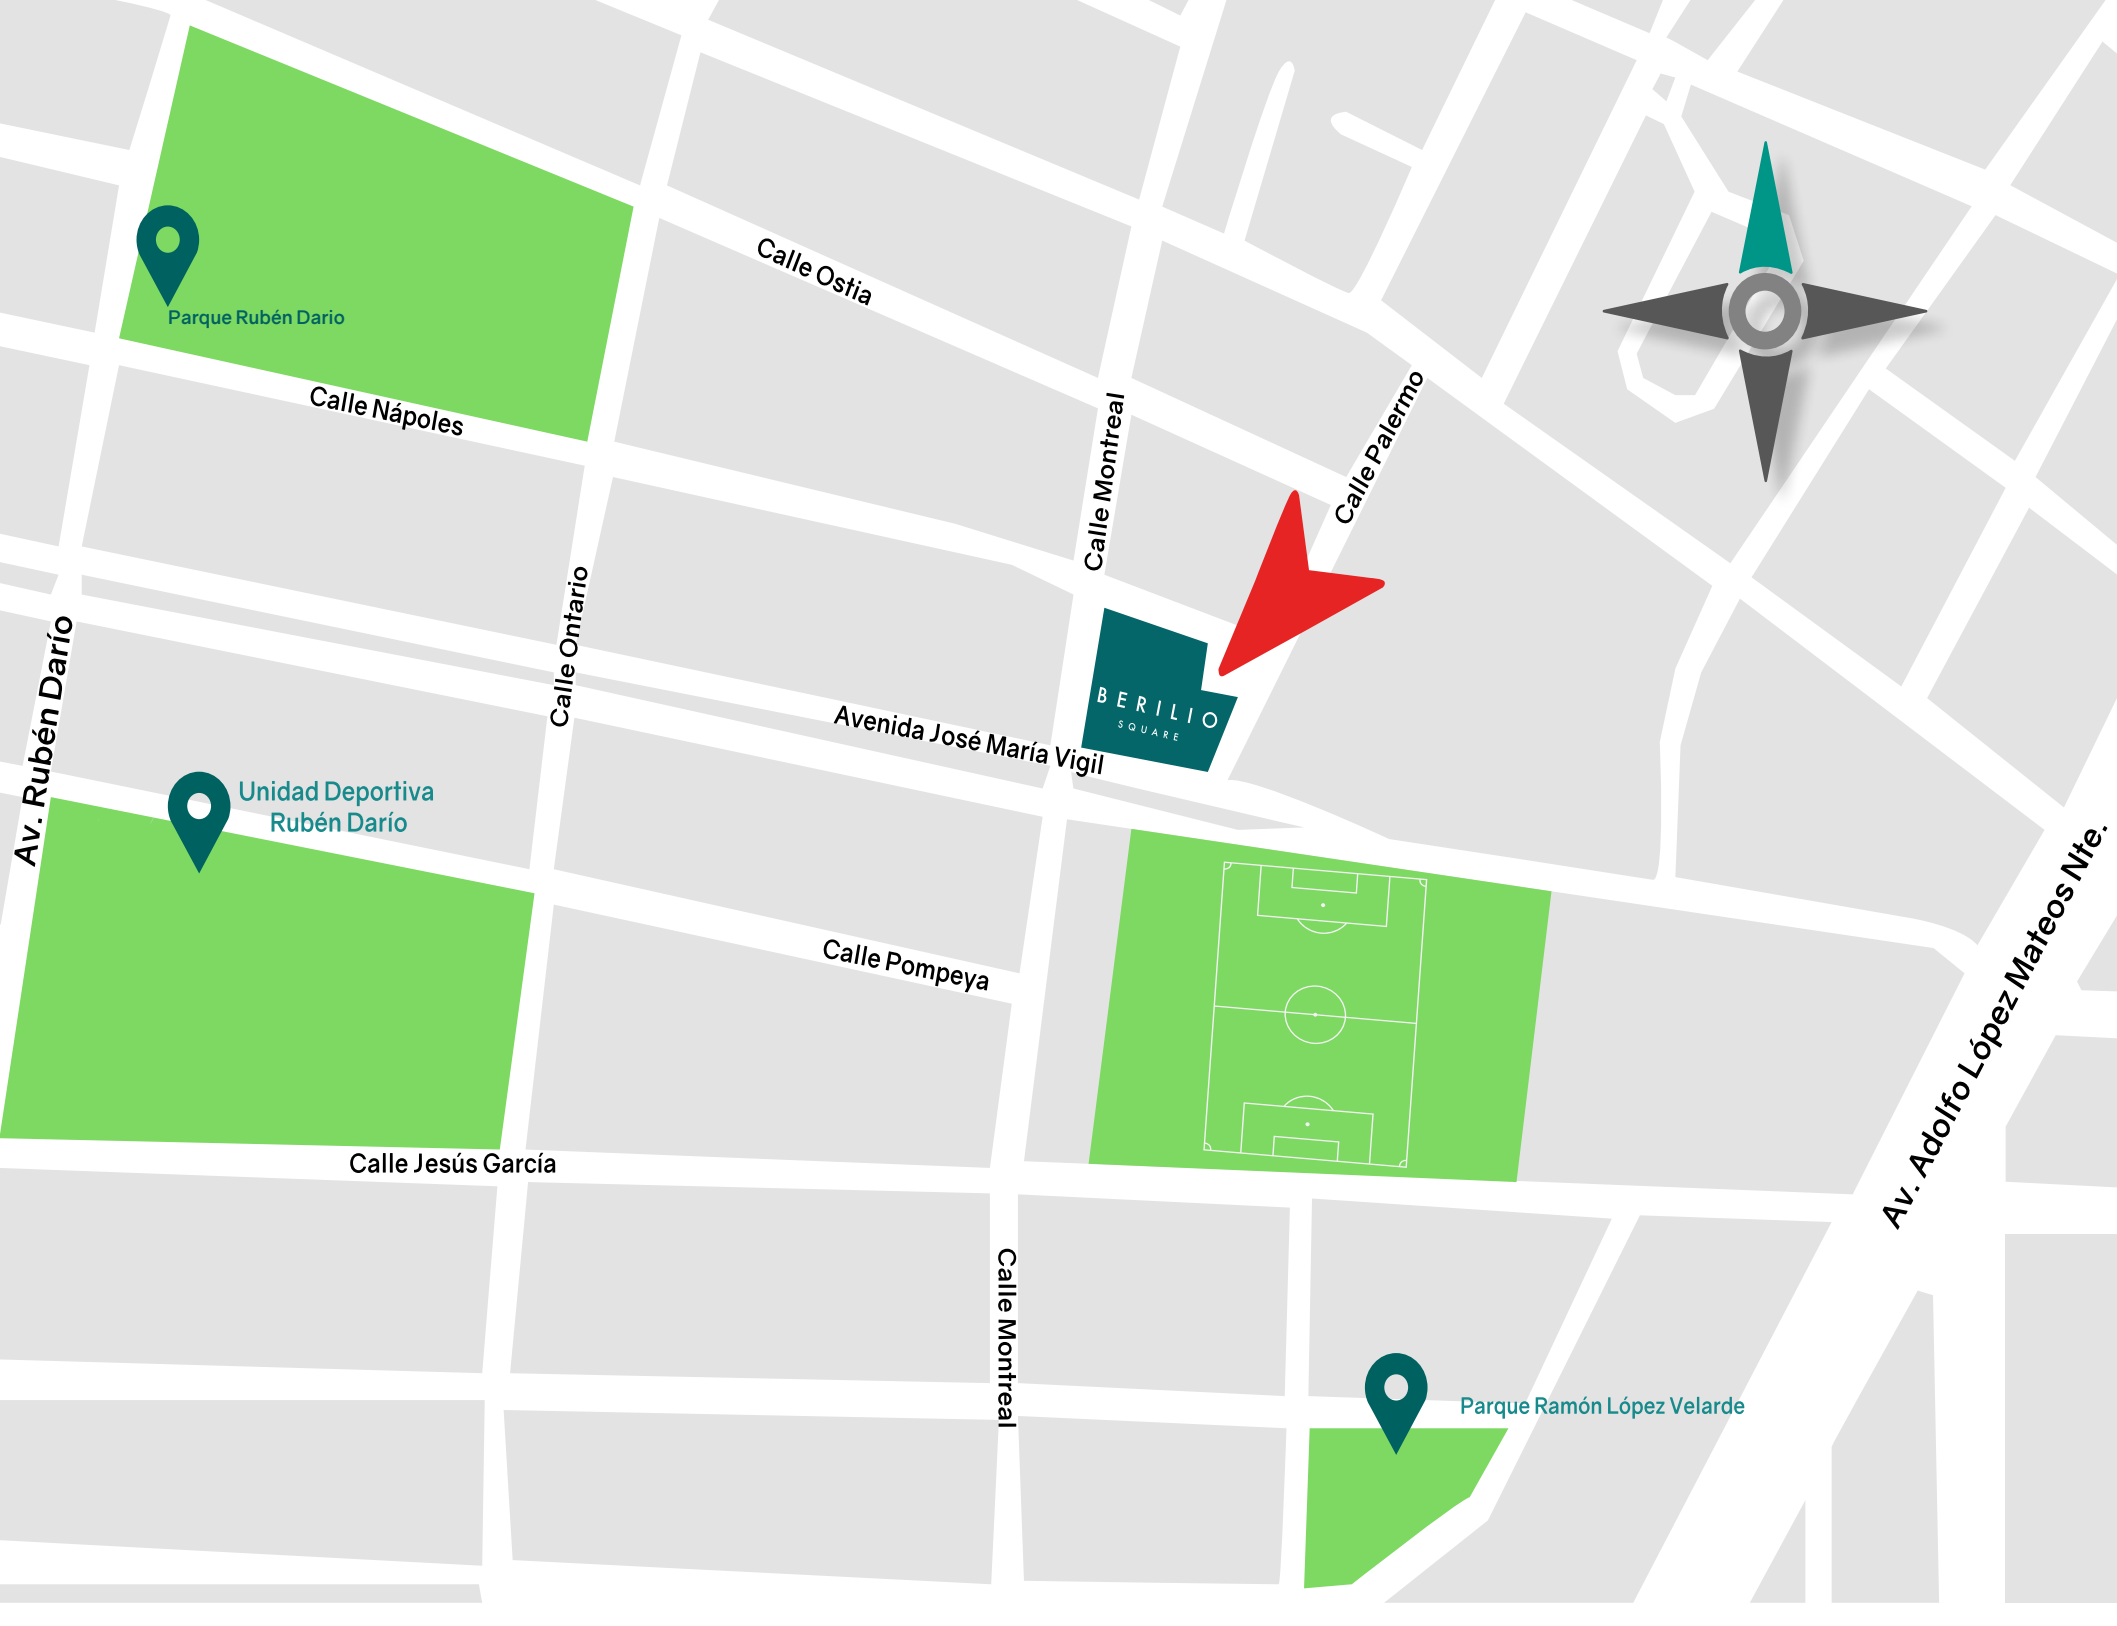 Calle Ostia
Parque Rubén Dario
Calle Nápoles
Calle Palermo
Calle Montreal
Calle Ontario
Av. Rubén Darío
BERILIO
SQUARE
Avenida José María Vigil
Unidad Deportiva
Rubén Darío
Calle Pompeya
Av. Adolfo López Mateos Nte.
Calle Jesús García
Calle Montreal
Parque Ramón López Velarde